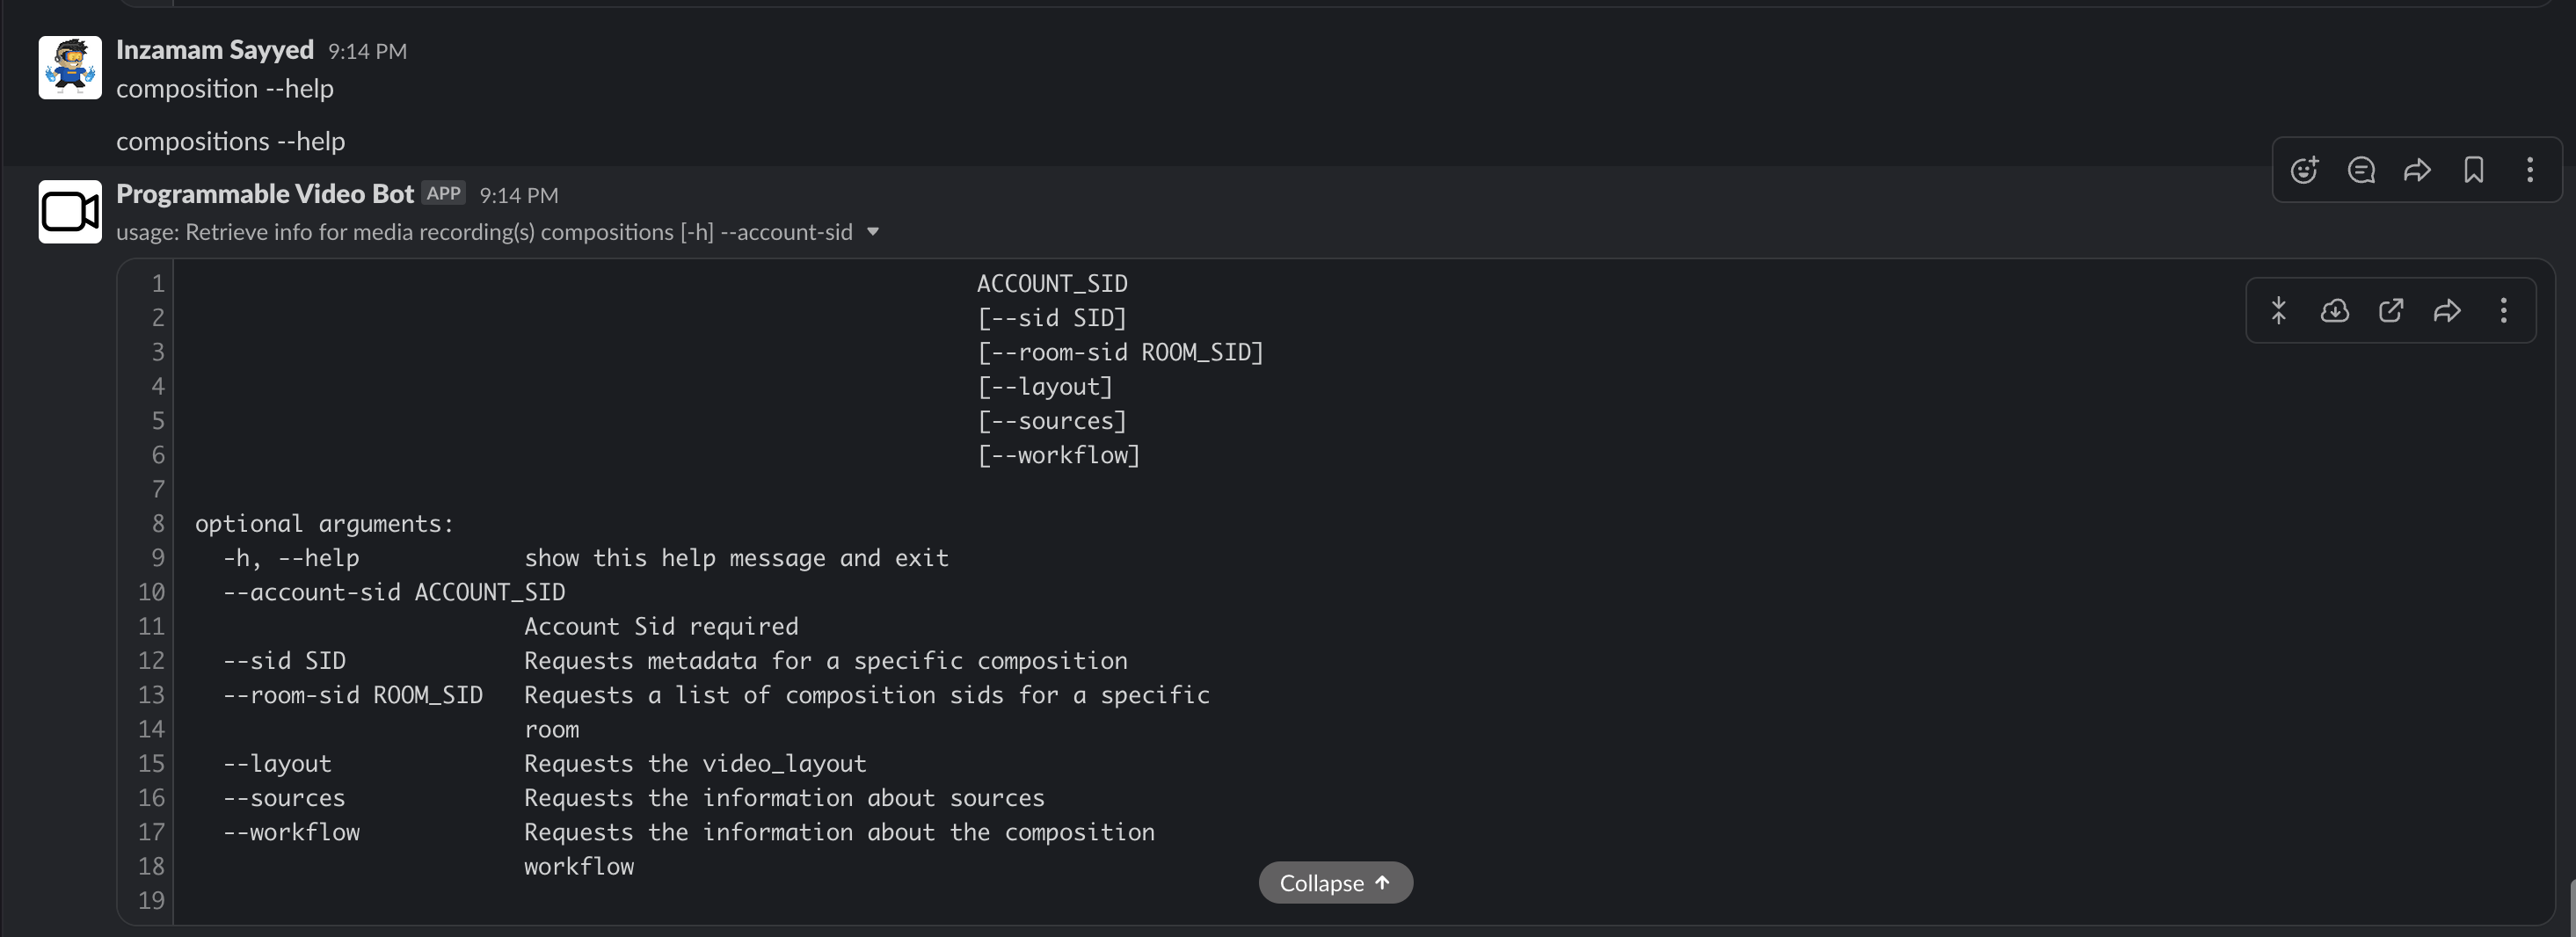 Inzamam Sayyed 9:14 PM
composition --help
compositions --help
Programmable Video Bot APP 9:14 PM
usage: Retrieve info for media recording(s) compositions [-h] --account-sid
1 ACCOUNT_SID
2 [--sid SID]
3 [--room-sid ROOM_SID]
4 [--layout]
5 [--sources]
6 [--workflow]
7
8 optional arguments:
9 -h, --help show this help message and exit
10 --account-sid ACCOUNT_SID
11 Account Sid required
12 --sid SID Requests metadata for a specific composition
13 --room-sid ROOM_SID Requests a list of composition sids for a specific
14 room
15 --layout Requests the video_layout
16 --sources Requests the information about sources
17 --workflow Requests the information about the composition
18 workflow
Collapse
19